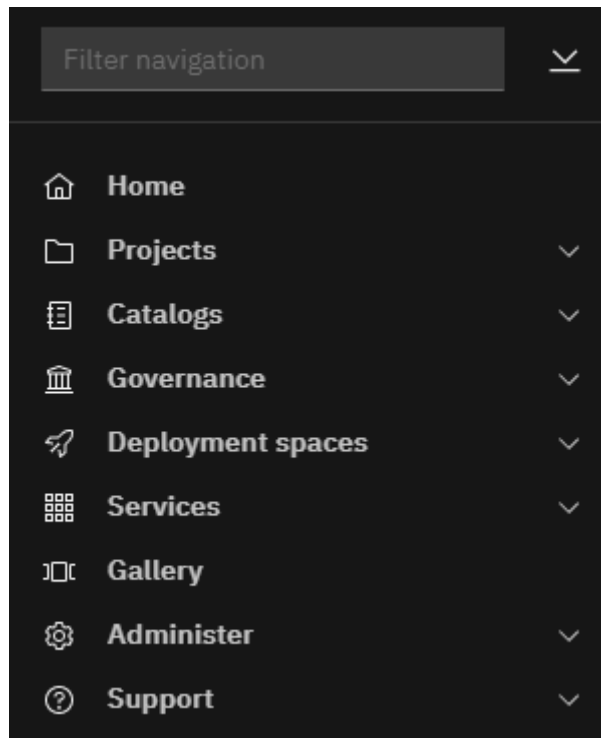 Filter navigation
Home
Projects
Catalogs
Governance
Deployment spaces
Services
Gallery
Administer
Support